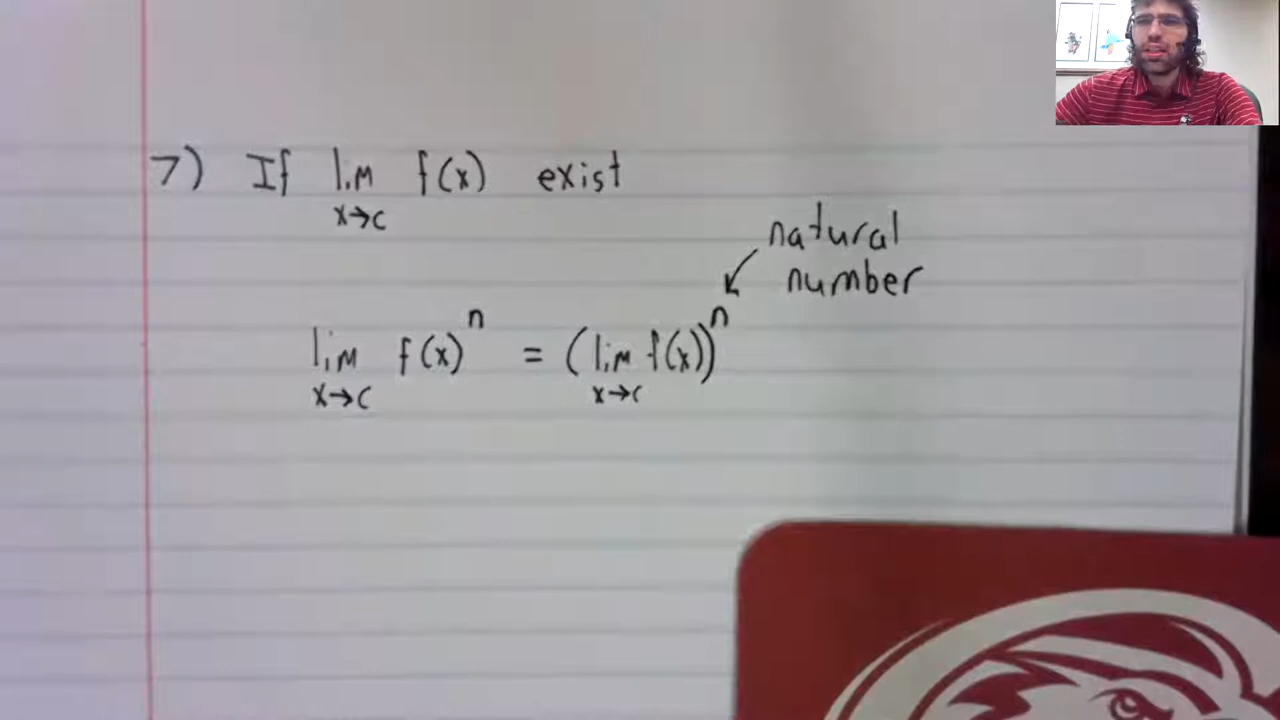 7) If lim f(x) exist
x→c
natural
number
lim f(x)^n = (lim f(x))^n
x→c x→c